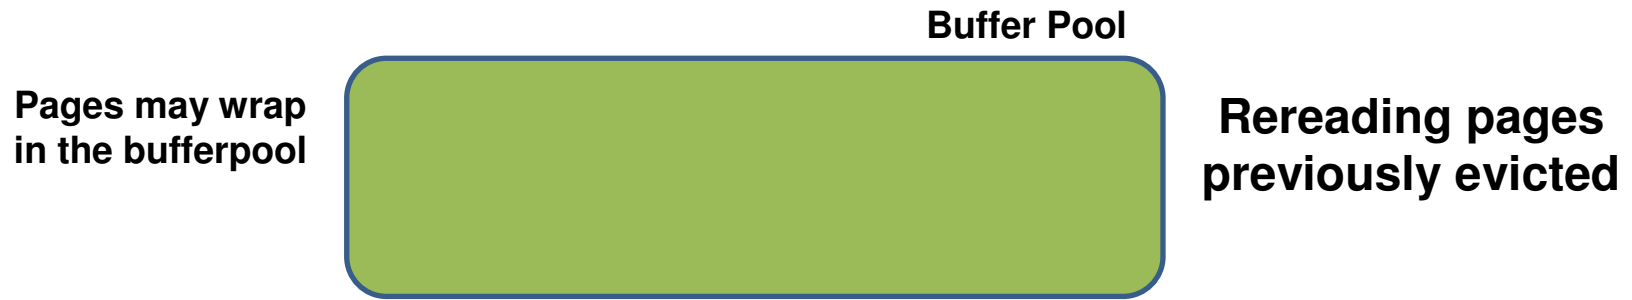 Buffer Pool
Pages may wrap
in the bufferpool
Rereading pages
previously evicted